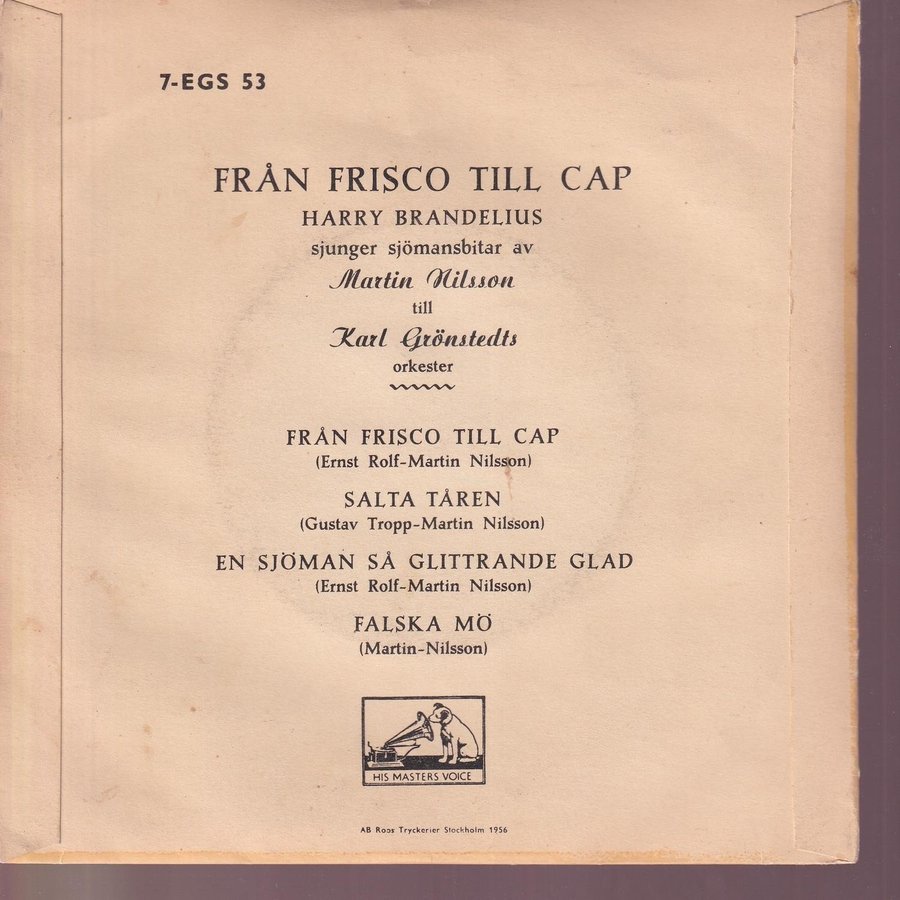 7-EGS 53
FRÅN FRISCO TILL CAP
HARRY BRANDELIUS
sjunger sjömansbitar av
Martin Nilsson
till
Karl Grönstedts
orkester
FRÅN FRISCO TILL CAP
(Ernst Rolf-Martin Nilsson)
SALTA TÅREN
(Gustav Tropp-Martin Nilsson)
EN SJÖMAN SÅ GLITTRANDE GLAD
(Ernst Rolf-Martin Nilsson)
FALSKA MÖ
(Martin-Nilsson)
HIS MASTERS VOICE
AB Roos Tryckerier Stockholm 1956